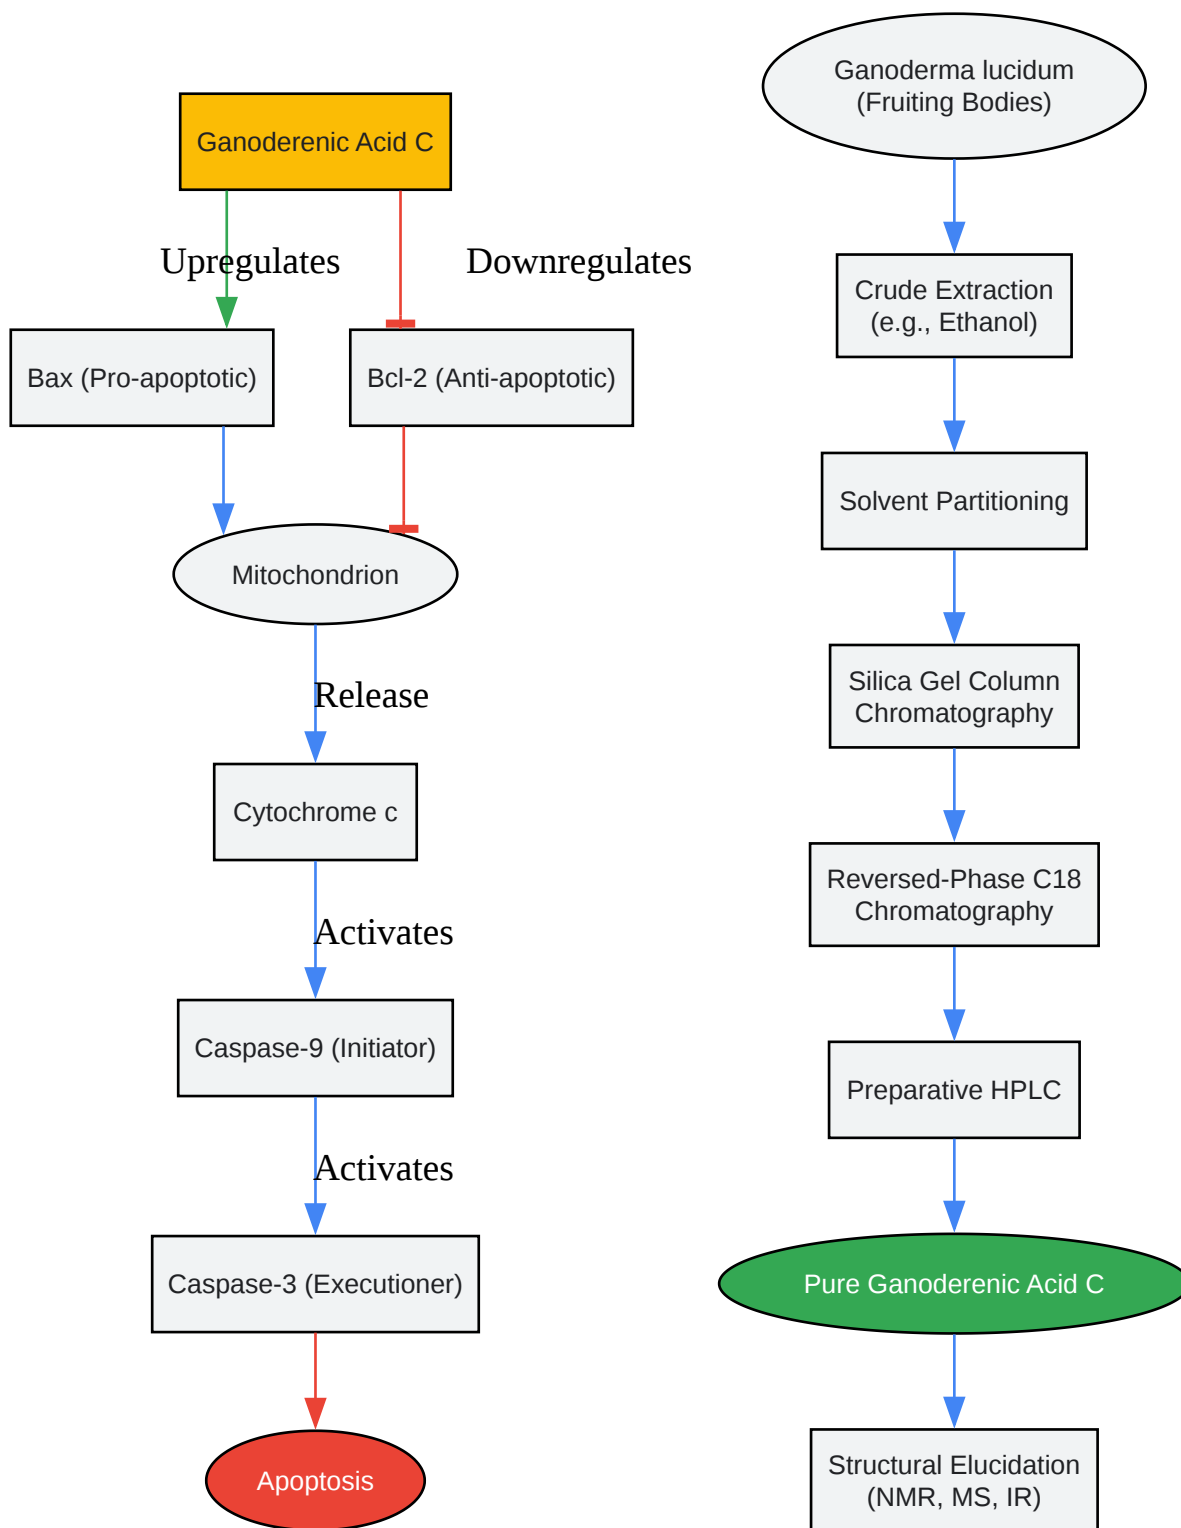 Ganoderenic Acid C
Upregulates
Downregulates
Bax (Pro-apoptotic)
Bcl-2 (Anti-apoptotic)
Mitochondrion
Release
Cytochrome c
Activates
Caspase-9 (Initiator)
Activates
Caspase-3 (Executioner)
Apoptosis
Ganoderma lucidum
(Fruiting Bodies)
Crude Extraction
(e.g., Ethanol)
Solvent Partitioning
Silica Gel Column
Chromatography
Reversed-Phase C18
Chromatography
Preparative HPLC
Pure Ganoderenic Acid C
Structural Elucidation
(NMR, MS, IR)